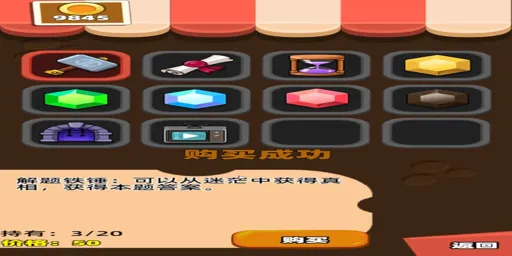 9845
购买成功
解题铁锤：可以从迷茫中获得真
相，获得本题答案。
持有：3/20
价格：50
购买
返回